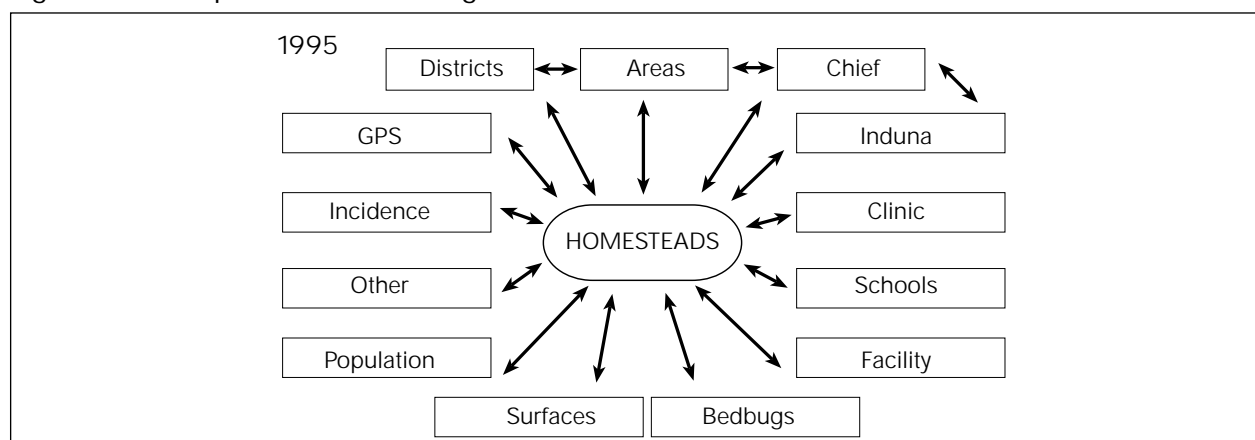 1995
Districts
Areas
Chief
GPS
Induna
Incidence
Clinic
HOMESTEADS
Other
Schools
Population
Facility
Surfaces
Bedbugs